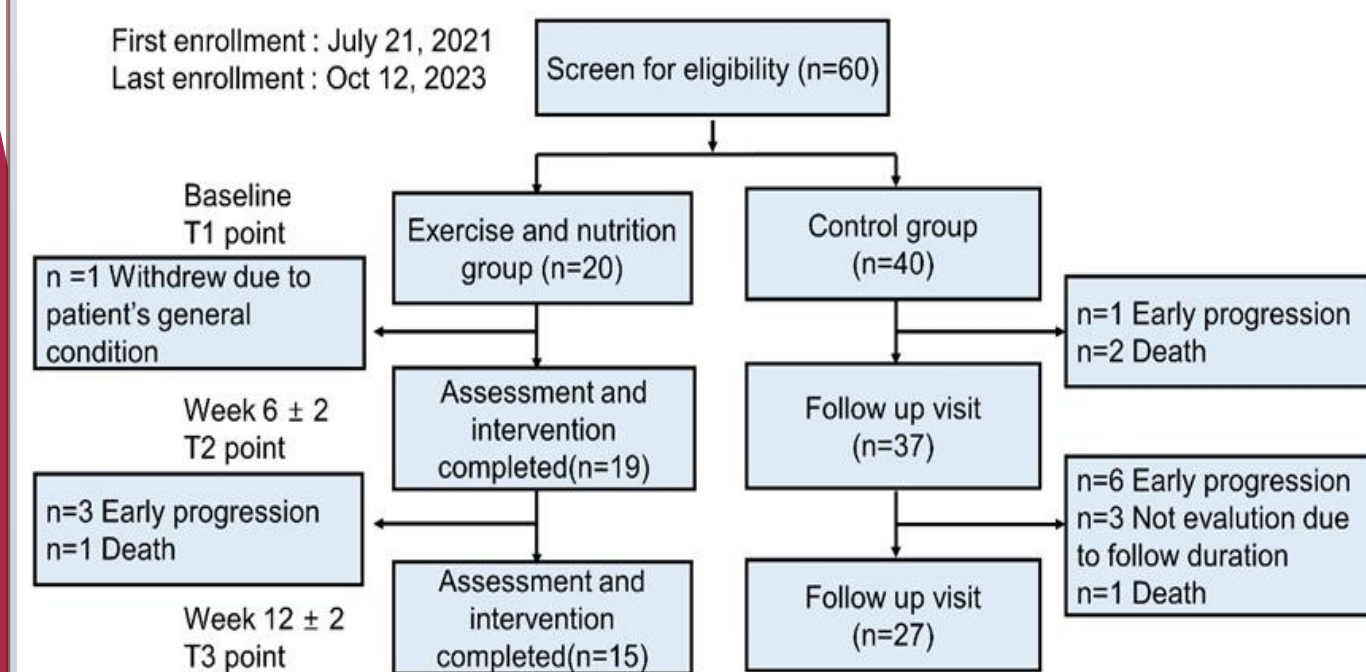 First enrollment : July 21, 2021
Last enrollment : Oct 12, 2023
Screen for eligibility (n=60)
Baseline
T1 point
Exercise and nutrition
group (n=20)
Control group
(n=40)
n =1 Withdrew due to
patient's general
condition
n=1 Early progression
n=2 Death
Week 6 ± 2
T2 point
Assessment and
intervention
completed(n=19)
Follow up visit
(n=37)
n=3 Early progression
n=1 Death
n=6 Early progression
n=3 Not evalution due
to follow duration
n=1 Death
Week 12 ± 2
T3 point
Assessment and
intervention
completed(n=15)
Follow up visit
(n=27)